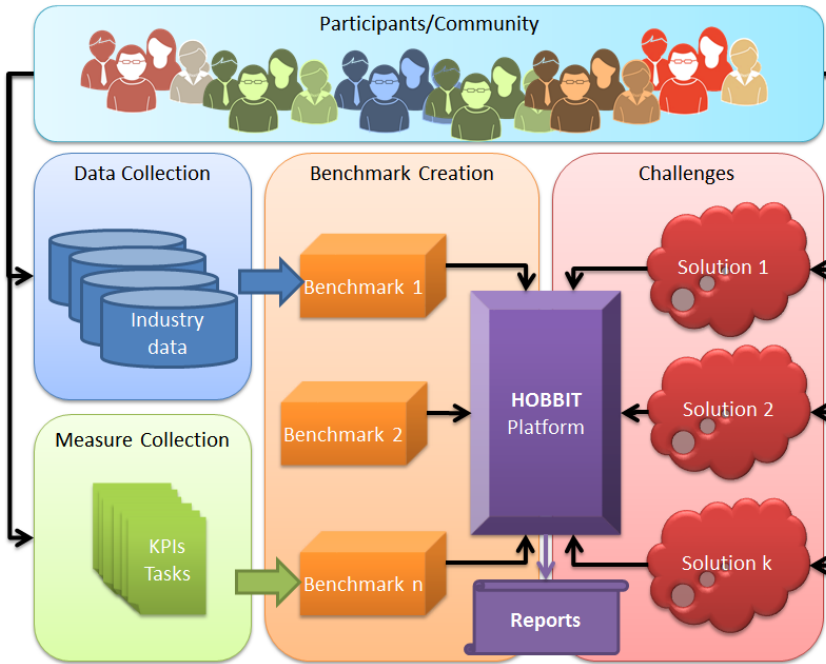 Participants/Community
Data Collection
Benchmark Creation
Challenges
Industry
data
Benchmark 1
Solution 1
HOBBIT
Platform
Benchmark 2
Solution 2
Measure Collection
KPIs
Tasks
Benchmark n
Solution k
Reports